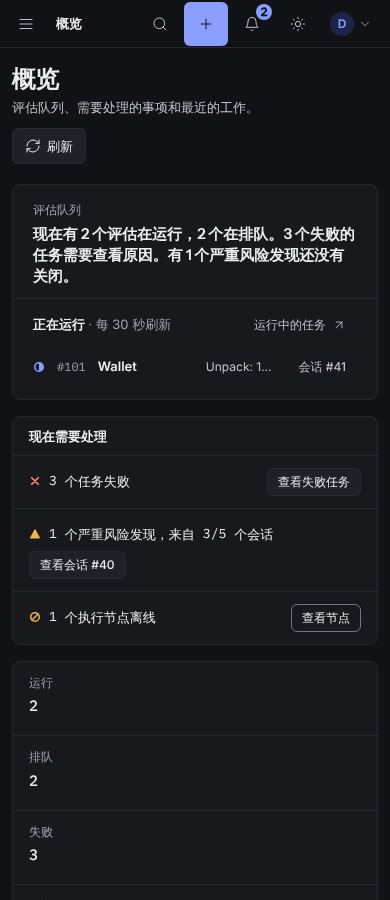 概览
2
D
概览
评估队列、需要处理的事项和最近的工作。
刷新
评估队列
现在有 2 个评估在运行，2 个在排队。3 个失败的
任务需要查看原因。有 1 个严重风险发现还没有
关闭。
正在运行 · 每 30 秒刷新
运行中的任务
#101 Wallet Unpack: 1... 会话 #41
现在需要处理
3 个任务失败 查看失败任务
1 个严重风险发现，来自 3/5 个会话
查看会话 #40
1 个执行节点离线 查看节点
运行
2
排队
2
失败
3